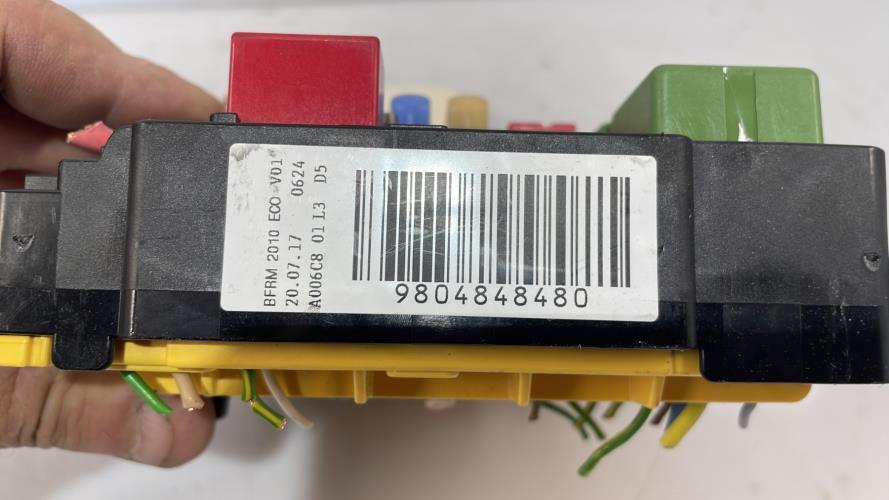 BFRM 2010 ECO V01
20.07.17 0624
A006C8 01 L3 D5
9804848480